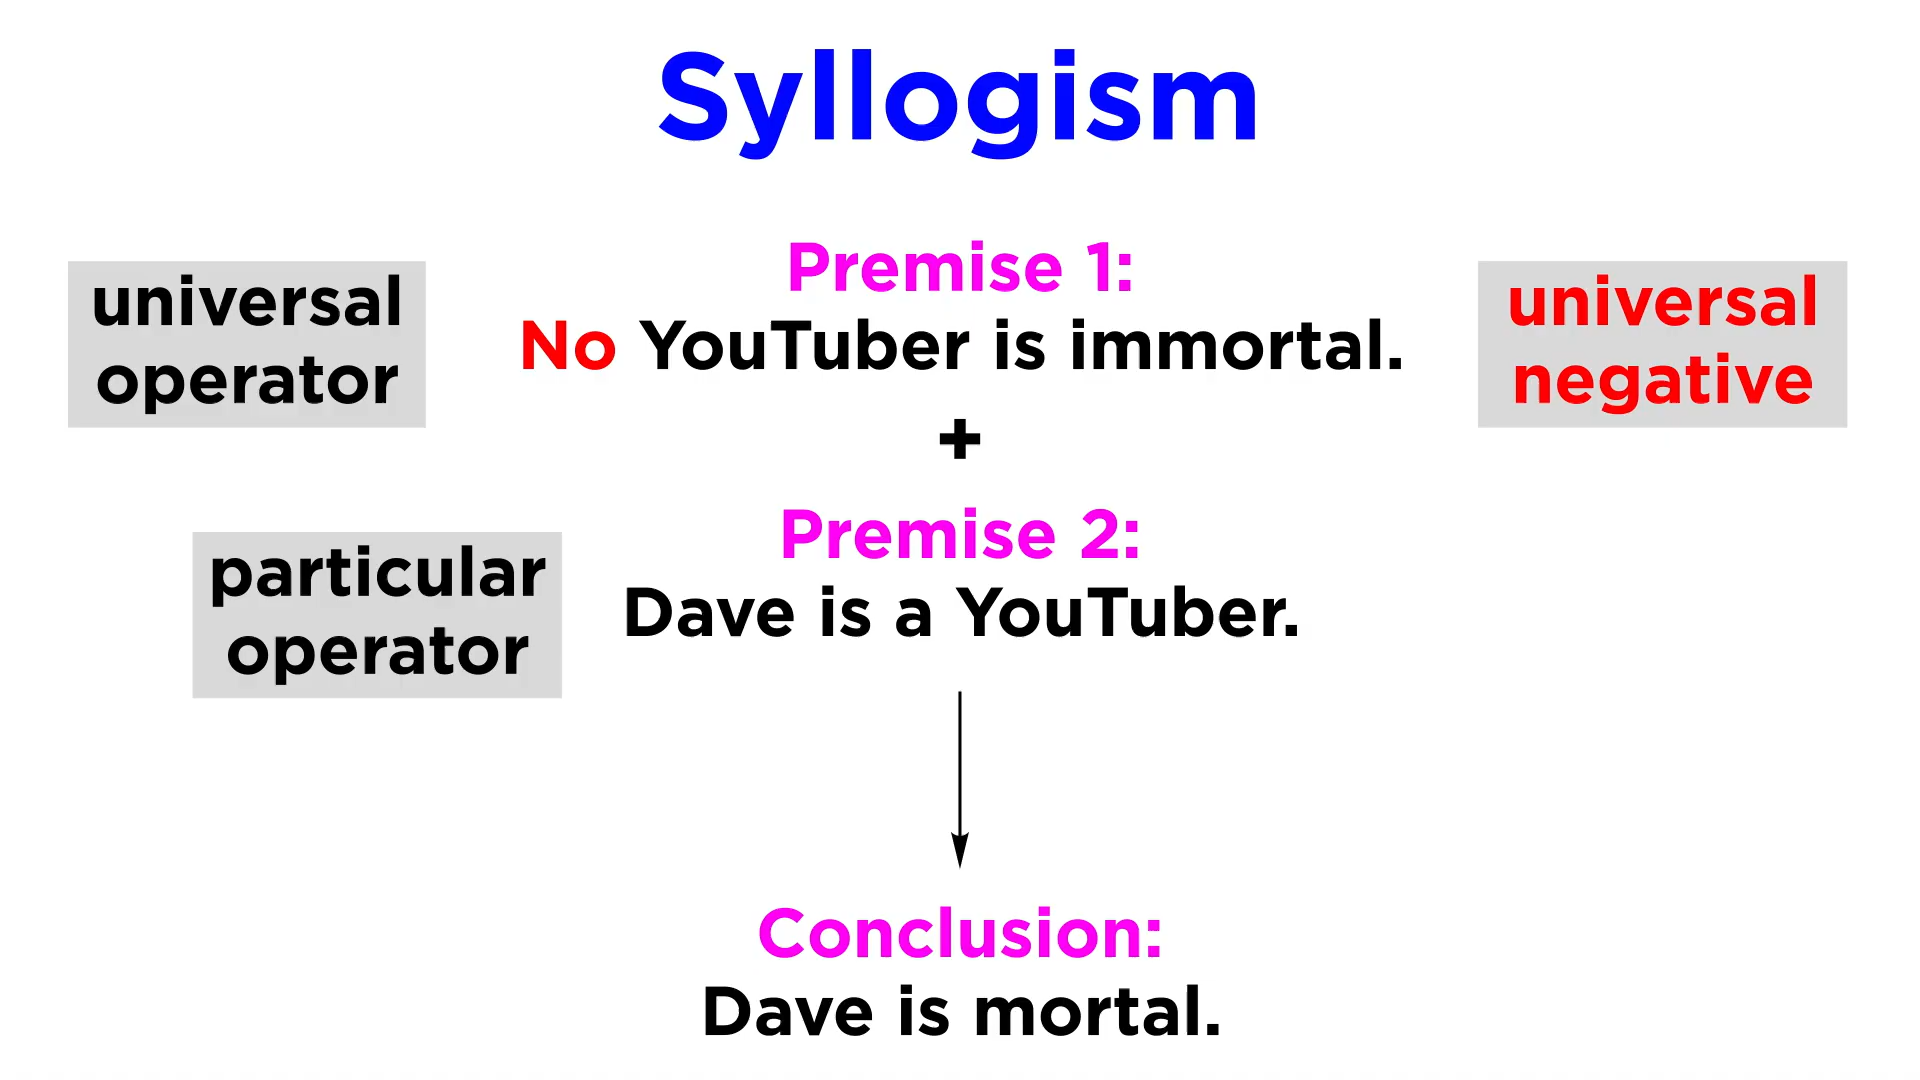 Syllogism
universal
operator
Premise 1:
No YouTuber is immortal.
universal
negative
+
particular
operator
Premise 2:
Dave is a YouTuber.
Conclusion:
Dave is mortal.